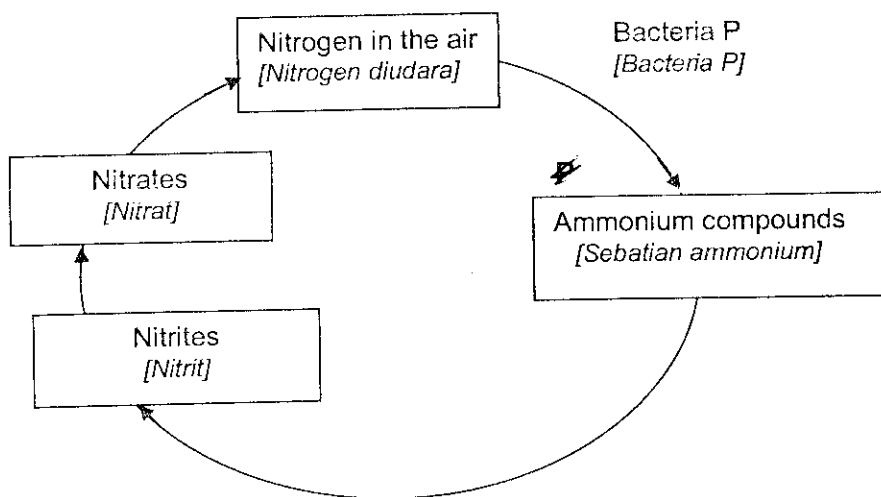 Nitrogen in the air
[Nitrogen diudara]
Bacteria P
[Bacteria P]
Nitrates
[Nitrat]
Ammonium compounds
[Sebatian ammonium]
Nitrites
[Nitrit]